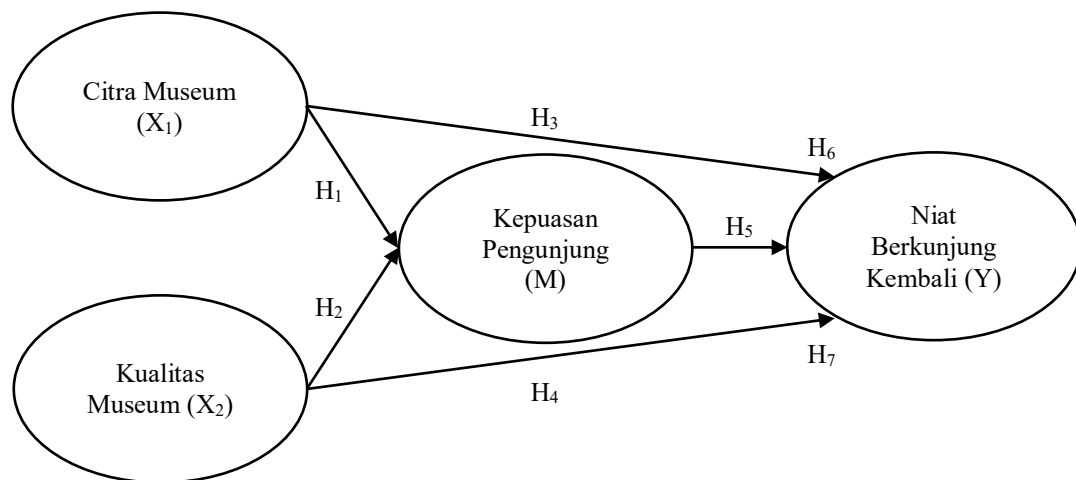 Citra Museum
(X₁)
H₃
H₆
H₁
Kepuasan
Pengunjung
(M)
H₅
Niat
Berkunjung
Kembali (Y)
H₂
Kualitas
Museum (X₂)
H₄
H₇